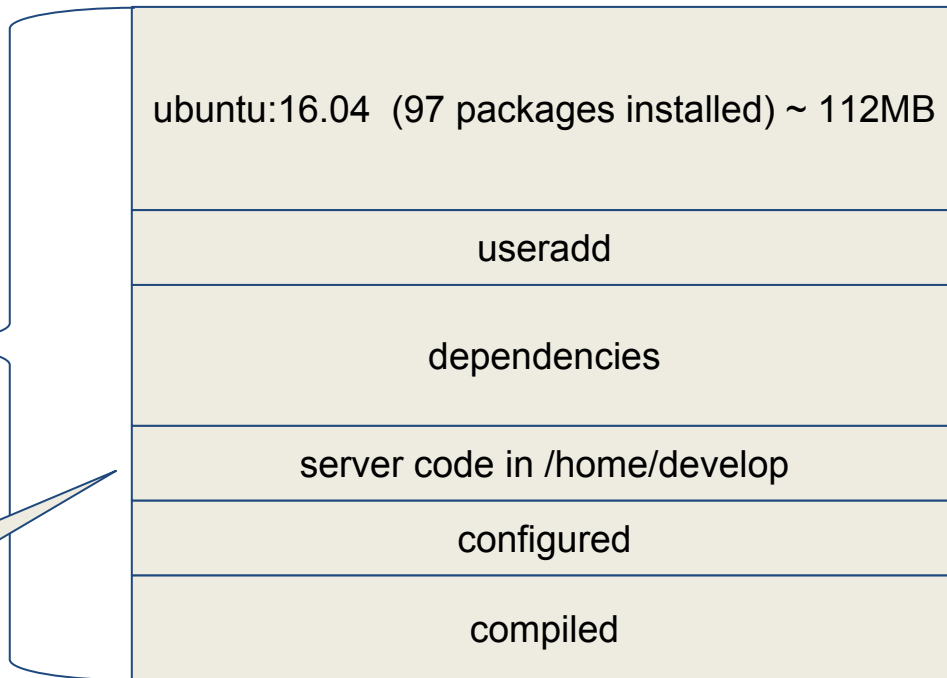 ubuntu:16.04  (97 packages installed) ~ 112MB
useradd
dependencies
server code in /home/develop
configured
compiled